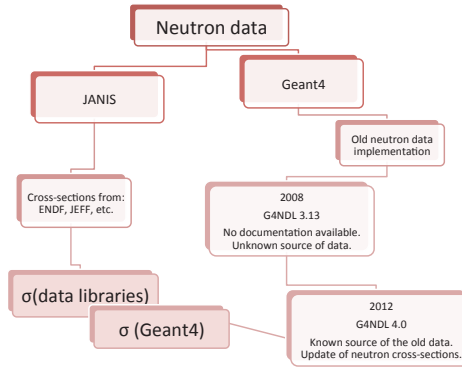 Neutron data
JANIS
Geant4
Old neutron data
implementation
Cross-sections from:
ENDF, JEFF, etc.
2008
G4NDL 3.13
No documentation available.
Unknown source of data.
σ(data libraries)
σ (Geant4)
2012
G4NDL 4.0
Known source of the old data.
Update of neutron cross-sections.